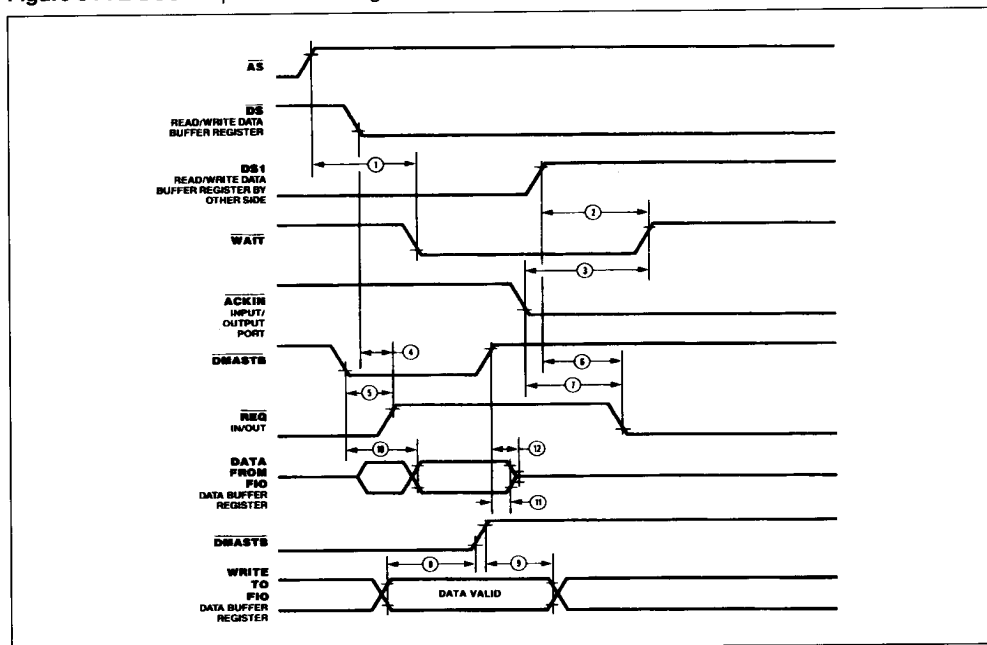 AS
DS
READ/WRITE DATA
BUFFER REGISTER
1
DS1
READ/WRITE DATA
BUFFER REGISTER BY
OTHER SIDE
2
WAIT
3
ACKIN
INPUT/
OUTPUT
PORT
4
DMASTB
6
5
7
REQ
IN/OUT
10
12
DATA
FROM
FIO
DATA BUFFER
REGISTER
11
DMASTB
8
9
WRITE
TO
FIO
DATA BUFFER
REGISTER
DATA VALID